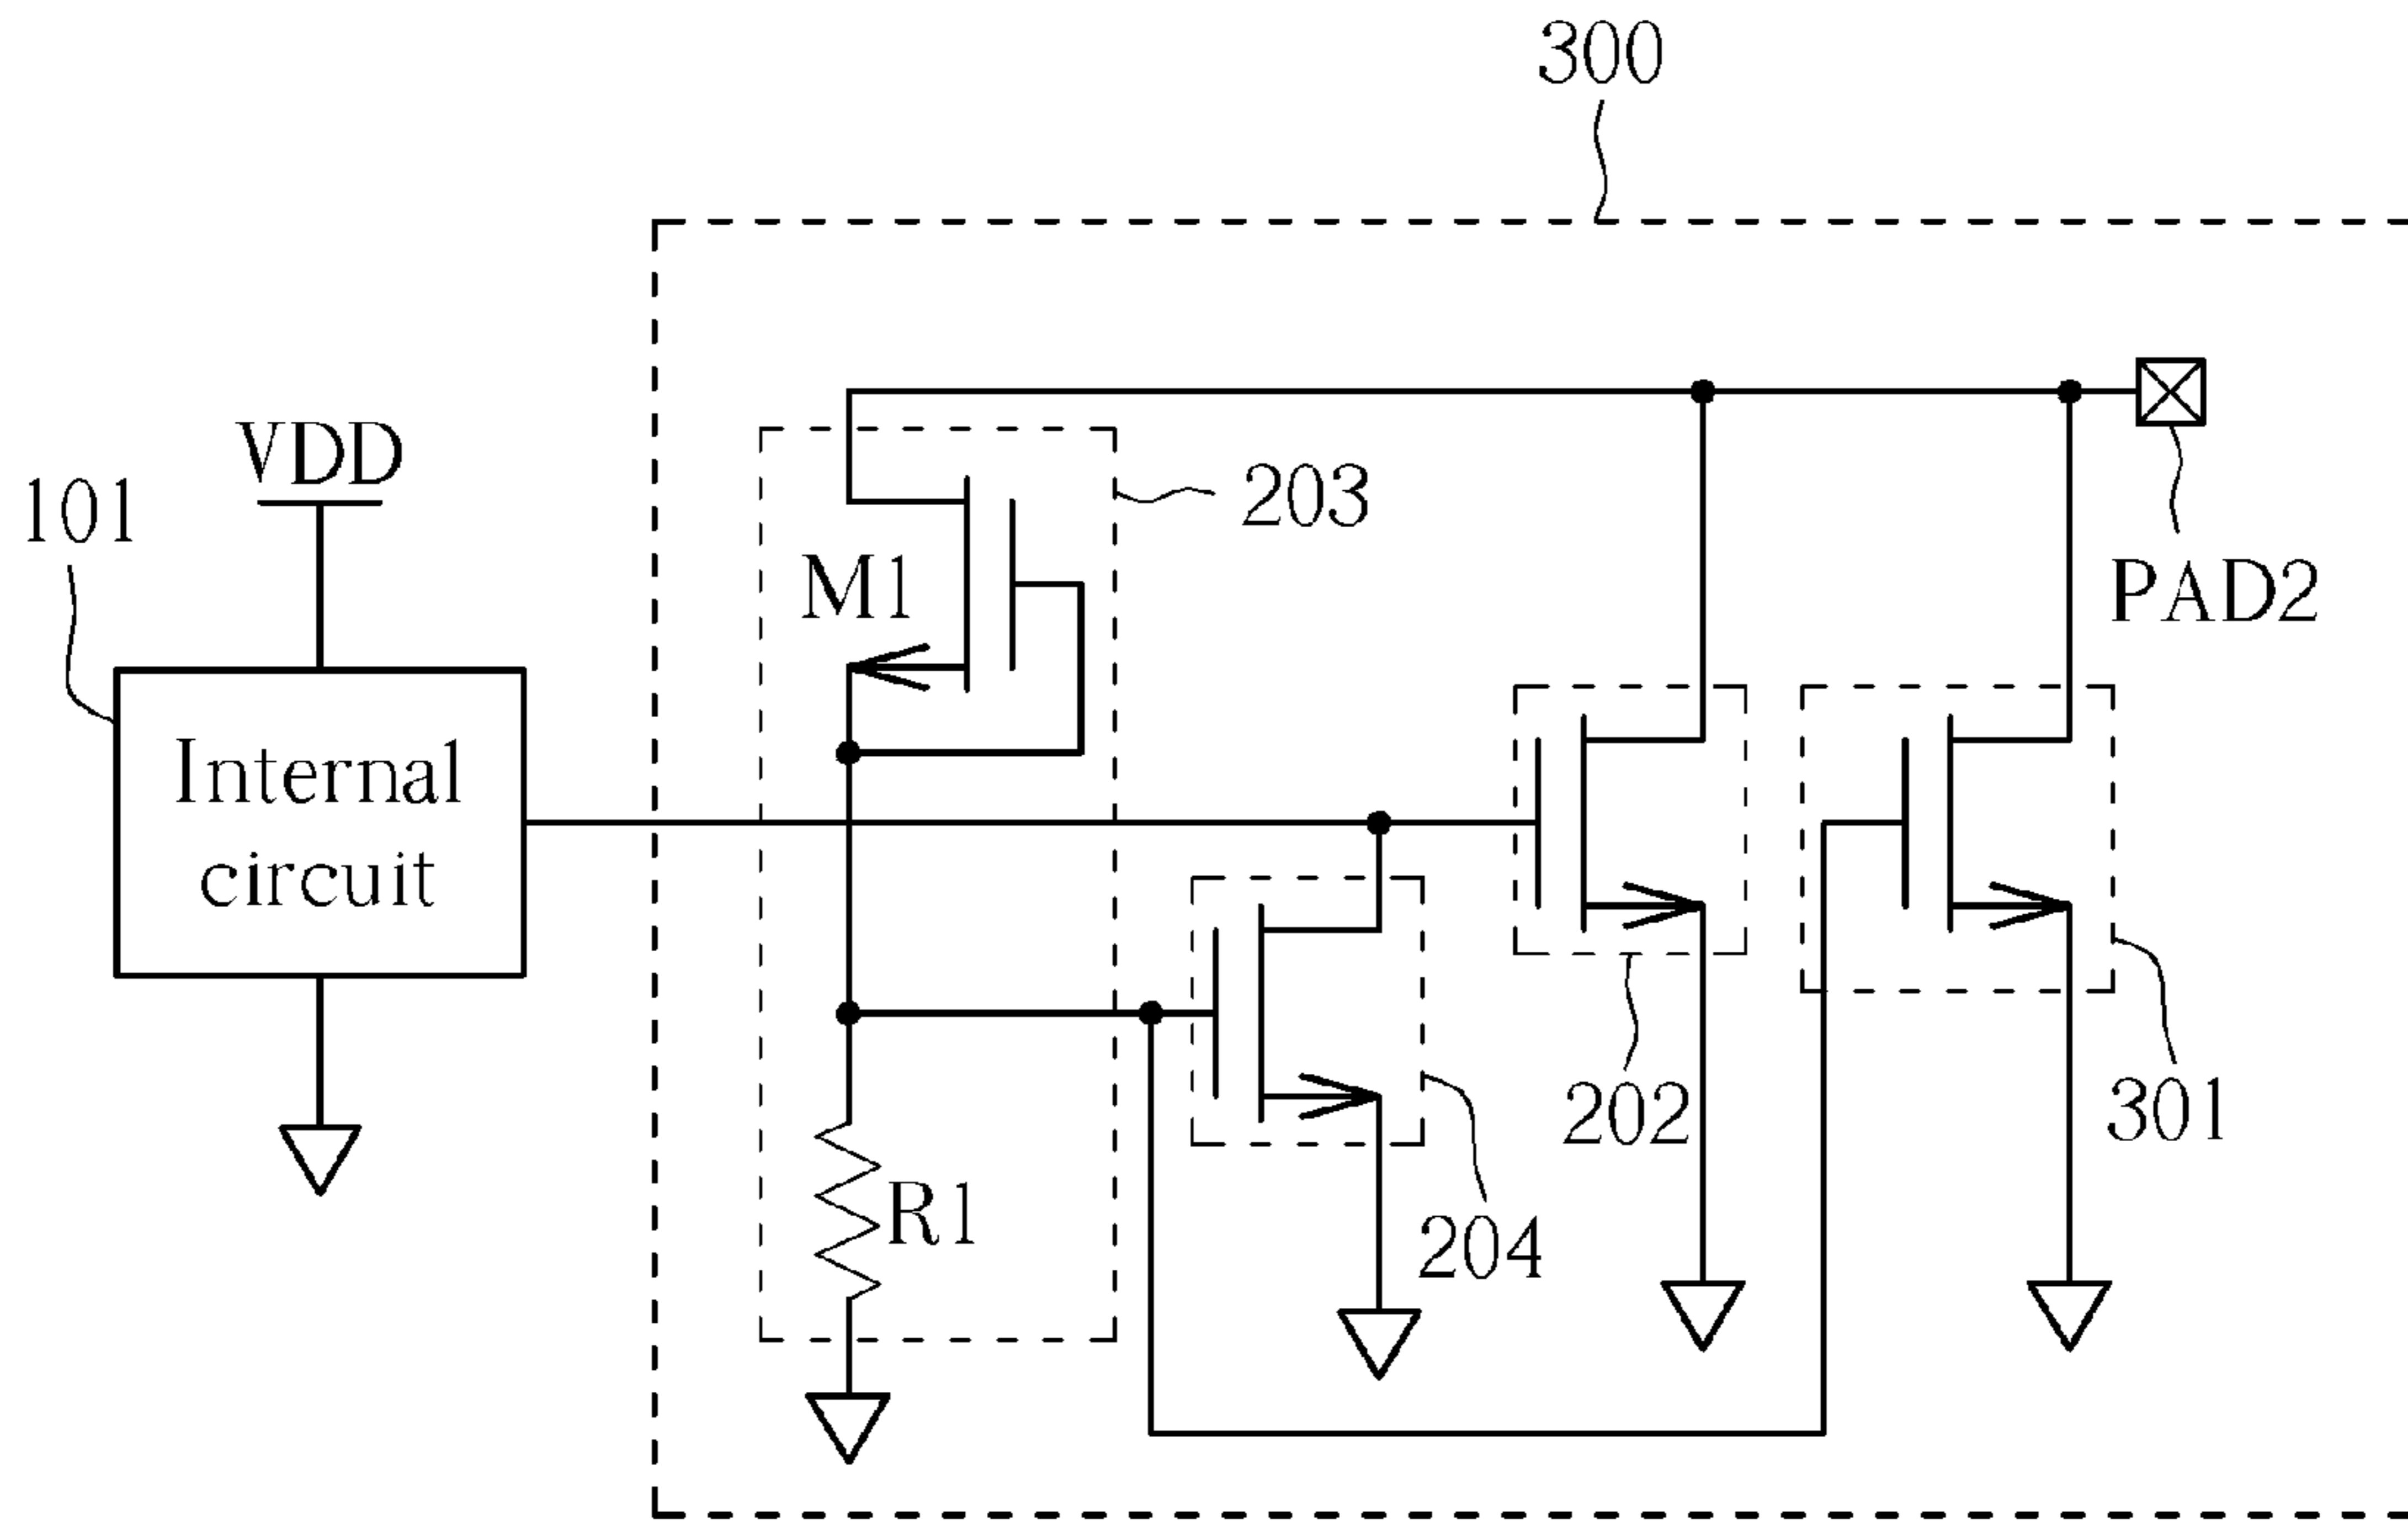 300
VDD
101
203
M1
PAD2
Internal
circuit
202
301
R1
204